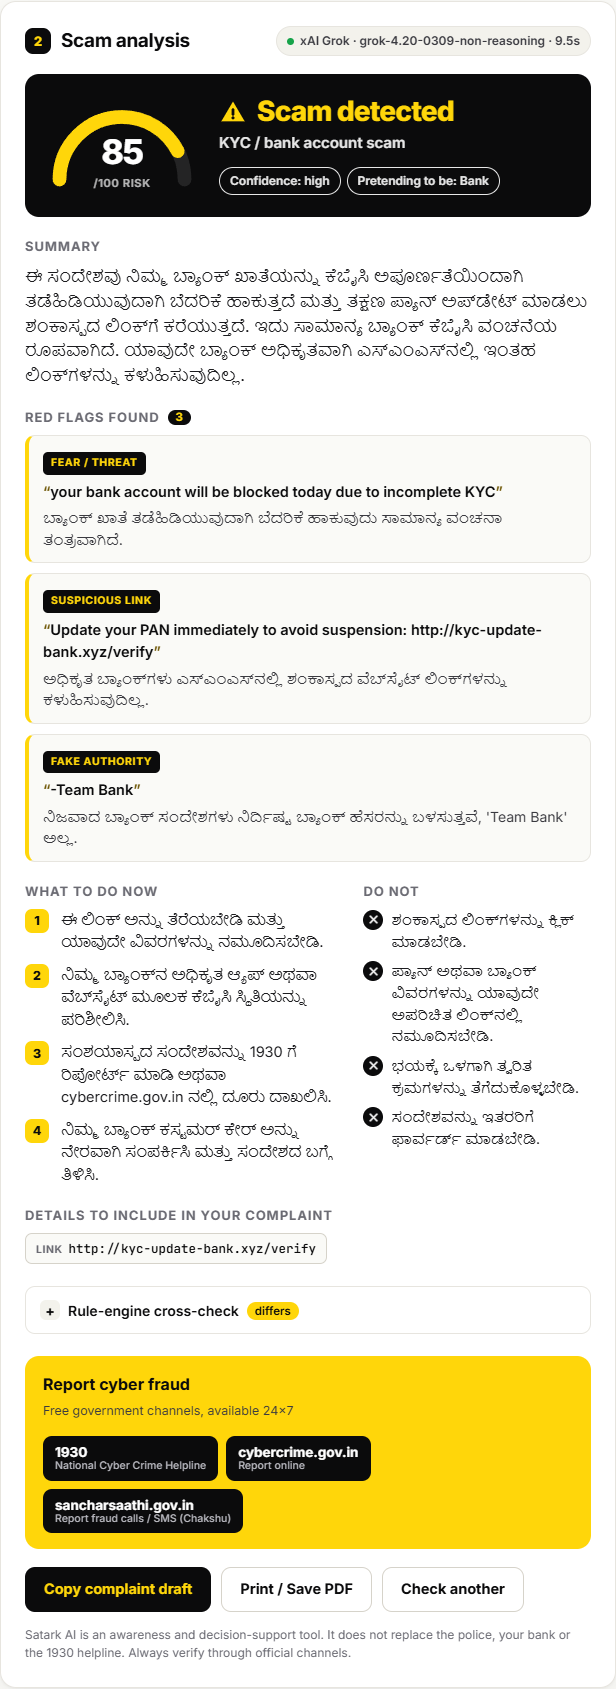 2 Scam analysis
xAI Grok · grok-4.20-0309-non-reasoning · 9.5s
85
/100 RISK
Scam detected
KYC / bank account scam
Confidence: high
Pretending to be: Bank
SUMMARY
ಈ ಸಂದೇಶವು ನಿಮ್ಮ ಬ್ಯಾಂಕ್ ಖಾತೆಯನ್ನು ಕೆವೈಸಿ ಅಪೂರ್ಣತೆಯಿಂದಾಗಿ
ತಡೆಹಿಡಿಯುವುದಾಗಿ ಬೆದರಿಕೆ ಹಾಕುತ್ತದೆ ಮತ್ತು ತಕ್ಷಣ ಪ್ಯಾನ್ ಅಪ್‌ಡೇಟ್ ಮಾಡಲು
ಶಂಕಾಸ್ಪದ ಲಿಂಕ್‌ಗೆ ಕರೆಯುತ್ತದೆ. ಇದು ಸಾಮಾನ್ಯ ಬ್ಯಾಂಕ್ ಕೆವೈಸಿ ವಂಚನೆಯ
ರೂಪವಾಗಿದೆ. ಯಾವುದೇ ಬ್ಯಾಂಕ್ ಅಧಿಕೃತವಾಗಿ ಎಸ್ಎಂಎಸ್‌ನಲ್ಲಿ ಇಂತಹ
ಲಿಂಕ್‌ಗಳನ್ನು ಕಳುಹಿಸುವುದಿಲ್ಲ.
RED FLAGS FOUND 3
FEAR / THREAT
“your bank account will be blocked today due to incomplete KYC”
ಬ್ಯಾಂಕ್ ಖಾತೆ ತಡೆಹಿಡಿಯುವುದಾಗಿ ಬೆದರಿಕೆ ಹಾಕುವುದು ಸಾಮಾನ್ಯ ವಂಚನಾ
ತಂತ್ರವಾಗಿದೆ.
SUSPICIOUS LINK
“Update your PAN immediately to avoid suspension: http://kyc-update-
bank.xyz/verify”
ಅಧಿಕೃತ ಬ್ಯಾಂಕ್‌ಗಳು ಎಸ್ಎಂಎಸ್‌ನಲ್ಲಿ ಶಂಕಾಸ್ಪದ ವೆಬ್‌ಸೈಟ್ ಲಿಂಕ್‌ಗಳನ್ನು
ಕಳುಹಿಸುವುದಿಲ್ಲ.
FAKE AUTHORITY
“-Team Bank”
ನಿಜವಾದ ಬ್ಯಾಂಕ್ ಸಂದೇಶಗಳು ನಿರ್ದಿಷ್ಟ ಬ್ಯಾಂಕ್ ಹೆಸರನ್ನು ಬಳಸುತ್ತವೆ, 'Team Bank'
ಅಲ್ಲ.
WHAT TO DO NOW
1 ಈ ಲಿಂಕ್ ಅನ್ನು ತೆರೆಯಬೇಡಿ ಮತ್ತು
ಯಾವುದೇ ವಿವರಗಳನ್ನು ನಮೂದಿಸಬೇಡಿ.
2 ನಿಮ್ಮ ಬ್ಯಾಂಕ್‌ನ ಅಧಿಕೃತ ಆ್ಯಪ್ ಅಥವಾ
ವೆಬ್‌ಸೈಟ್ ಮೂಲಕ ಕೆವೈಸಿ ಸ್ಥಿತಿಯನ್ನು
ಪರಿಶೀಲಿಸಿ.
3 ಸಂಶಯಾಸ್ಪದ ಸಂದೇಶವನ್ನು 1930 ಗೆ
ರಿಪೋರ್ಟ್ ಮಾಡಿ ಅಥವಾ
cybercrime.gov.in ನಲ್ಲಿ ದೂರು ದಾಖಲಿಸಿ.
4 ನಿಮ್ಮ ಬ್ಯಾಂಕ್ ಕಸ್ಟಮರ್ ಕೇರ್ ಅನ್ನು
ನೇರವಾಗಿ ಸಂಪರ್ಕಿಸಿ ಮತ್ತು ಸಂದೇಶದ ಬಗ್ಗೆ
ತಿಳಿಸಿ.
DO NOT
ಶಂಕಾಸ್ಪದ ಲಿಂಕ್‌ಗಳನ್ನು ಕ್ಲಿಕ್
ಮಾಡಬೇಡಿ.
ಪ್ಯಾನ್ ಅಥವಾ ಬ್ಯಾಂಕ್
ವಿವರಗಳನ್ನು ಯಾವುದೇ
ಅಪರಿಚಿತ ಲಿಂಕ್‌ನಲ್ಲಿ
ನಮೂದಿಸಬೇಡಿ.
ಭಯಕ್ಕೆ ಒಳಗಾಗಿ ತ್ವರಿತ
ಕ್ರಮಗಳನ್ನು ತೆಗೆದುಕೊಳ್ಳಬೇಡಿ.
ಸಂದೇಶವನ್ನು ಇತರರಿಗೆ
ಫಾರ್ವರ್ಡ್ ಮಾಡಬೇಡಿ.
DETAILS TO INCLUDE IN YOUR COMPLAINT
LINK http://kyc-update-bank.xyz/verify
+ Rule-engine cross-check differs
Report cyber fraud
Free government channels, available 24×7
1930
National Cyber Crime Helpline
cybercrime.gov.in
Report online
sancharsaathi.gov.in
Report fraud calls / SMS (Chakshu)
Copy complaint draft
Print / Save PDF
Check another
Satark AI is an awareness and decision-support tool. It does not replace the police, your bank or
the 1930 helpline. Always verify through official channels.